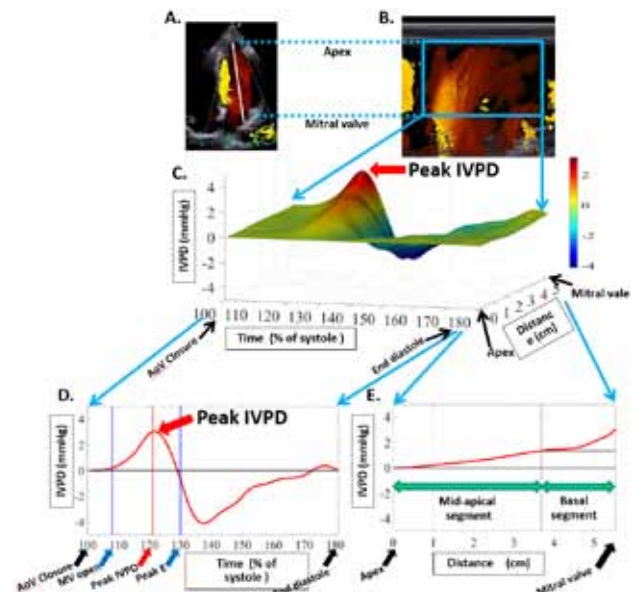 A.
B.
Apex
Mitral valve
C.
Peak IVPD
IVPD (mmHg)
4
2
0
-2
-4
2
0
-2
100 110 120 130 140 150 160 170 180
Time (% of systole )
AoV Closure
End diastole
Apex
0 1 2 3 4 5
Distanc
e (cm)
Mitral vale
D.
Peak IVPD
IVPD (mmHg)
4
2
0
-2
-4
100 110 121 130 140 150 160 170 180
Time (% of
systole )
AoV Closure
MV open
Peak IVPD
Peak E
End diastole
E.
IVPD (mmHg)
4
2
0
-2
Mid-apical
segment
Basal
segment
0 1 2 3 4 5
Distance (cm)
Apex
Mitral valve